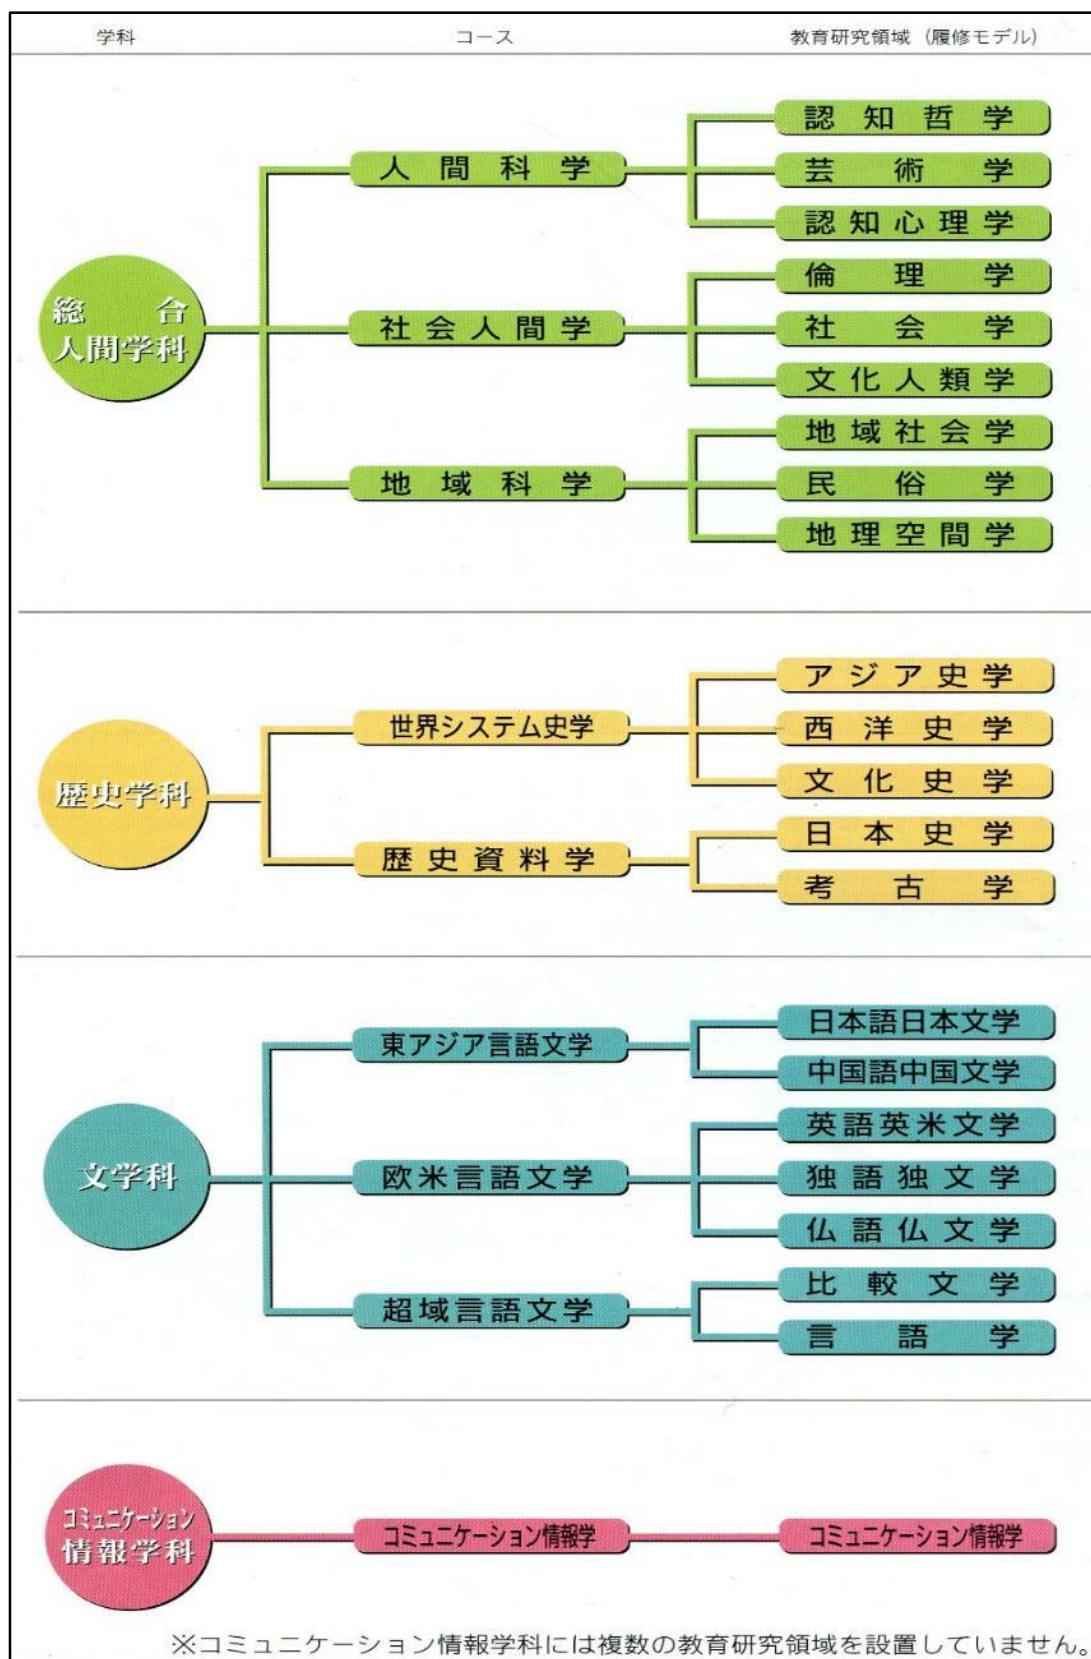 学科 コース 教育研究領域（履修モデル）
総合
人間学科
人間科学
認知哲学
芸術学
認知心理学
社会人間学
倫理学
社会学
文化人類学
地域科学
地域社会学
民俗学
地理空間学
歴史学科
世界システム史学
アジア史学
西洋史学
文化史学
歴史資料学
日本史学
考古学
文学科
東アジア言語文学
日本語日本文学
中国語中国文学
欧米言語文学
英語英米文学
独語独文学
仏語仏文学
超域言語文学
比較文学
言語学
コミュニケーション
情報学科
コミュニケーション情報学
コミュニケーション情報学
※コミュニケーション情報学科には複数の教育研究領域を設置していません。